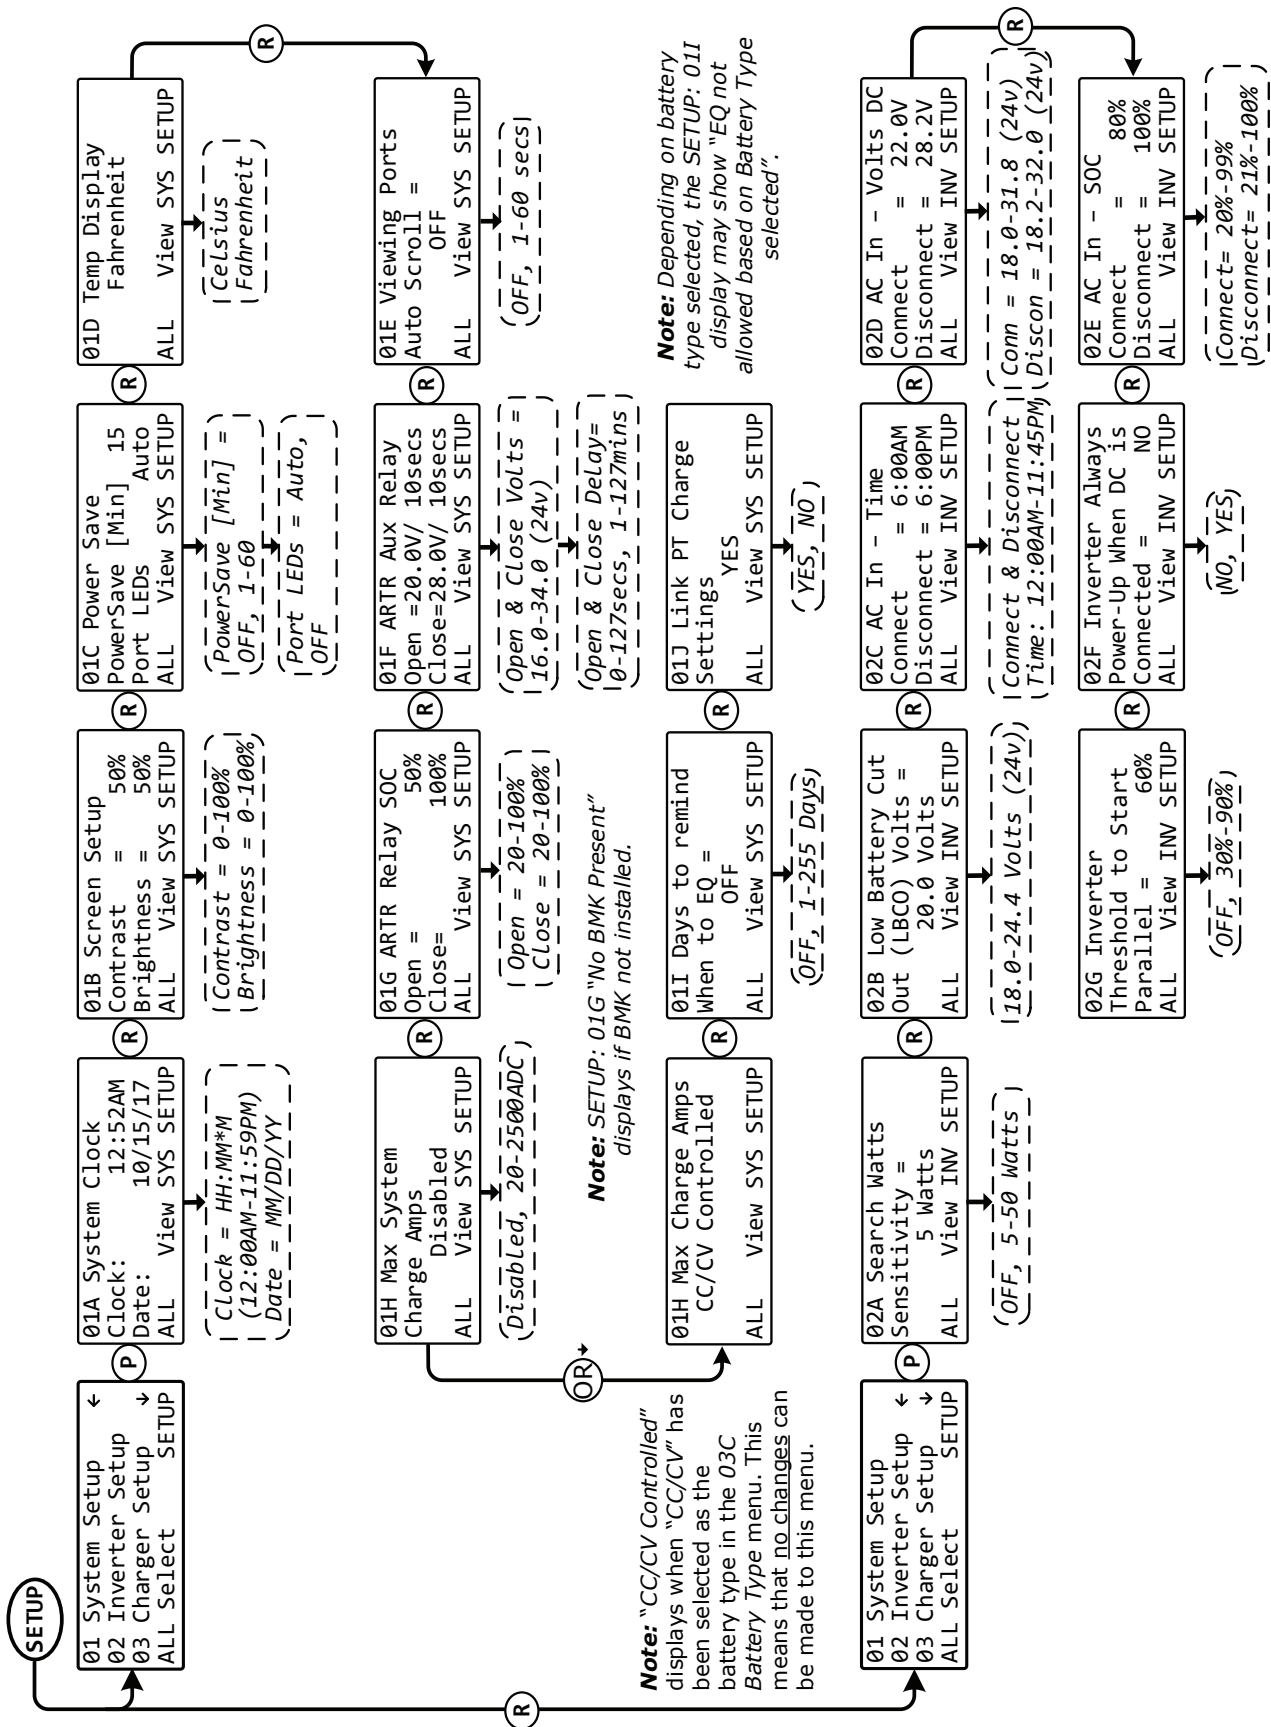 SETUP
01 System Setup ←
02 Inverter Setup
03 Charger Setup ↓
ALL Select SETUP
P
01A System Clock
Clock: 12:52AM
Date: 10/15/17
ALL View SYS SETUP
Clock = HH:MM*M
(12:00AM-11:59PM)
Date = MM/DD/YY
R
01B Screen Setup
Contrast = 50%
Brightness = 50%
ALL View SYS SETUP
Contrast = 0-100%
Brightness = 0-100%
R
01C Power Save
PowerSave [Min] 15
Port LEDs Auto
ALL View SYS SETUP
PowerSave [Min] =
OFF, 1-60
Port LEDs = Auto,
OFF
R
01D Temp Display
Fahrenheit
ALL View SYS SETUP
Celsius
Fahrenheit
R
01E Viewing Ports
Auto Scroll =
OFF
ALL View SYS SETUP
OFF, 1-60 secs
R
01F ARTR Aux Relay
Open =20.0V/ 10secs
Close=28.0V/ 10secs
ALL View SYS SETUP
Open & Close Volts =
16.0-34.0 (24v)
Open & Close Delay=
0-127secs, 1-127mins
R
01G ARTR Relay SOC
Open = 50%
Close= 100%
ALL View SYS SETUP
Open = 20-100%
Close = 20-100%
R
01H Max System
Charge Amps
Disabled
ALL View SYS SETUP
Disabled, 20-2500ADC
Note: SETUP: 01G "No BMK Present"
displays if BMK not installed.
OR
01H Max Charge Amps
CC/CV Controlled
ALL View SYS SETUP
R
01I Days to remind
When to EQ =
OFF
ALL View SYS SETUP
OFF, 1-255 Days
R
01J Link PT Charge
Settings
YES
ALL View SYS SETUP
YES, NO
Note: Depending on battery
type selected, the SETUP: 01I
display may show "EQ not
allowed based on Battery Type
selected".
Note: "CC/CV Controlled"
displays when "CC/CV" has
been selected as the
battery type in the 03C
Battery Type menu. This
means that no changes can
be made to this menu.
R
01 System Setup
02 Inverter Setup ←
03 Charger Setup ↓
ALL Select SETUP
P
02A Search Watts
Sensitivity =
5 Watts
ALL View INV SETUP
OFF, 5-50 Watts
R
02B Low Battery Cut
Out (LBCO) Volts =
20.0 Volts
ALL View INV SETUP
18.0-24.4 Volts (24v)
R
02C AC In - Time
Connect = 6:00AM
Disconnect = 6:00PM
ALL View INV SETUP
Connect & Disconnect
Time: 12:00AM-11:45PM
R
02D AC In - Volts DC
Connect = 22.0V
Disconnect = 28.2V
ALL View INV SETUP
Conn = 18.0-31.8 (24v)
Discon = 18.2-32.0 (24v)
R
02E AC In - SOC
Connect = 80%
Disconnect = 100%
ALL View INV SETUP
Connect= 20%-99%
Disconnect= 21%-100%
R
02F Inverter Always
Power-Up When DC is
Connected = NO
ALL View INV SETUP
NO, YES
R
02G Inverter
Threshold to Start
Parallel = 60%
ALL View INV SETUP
OFF, 30%-90%